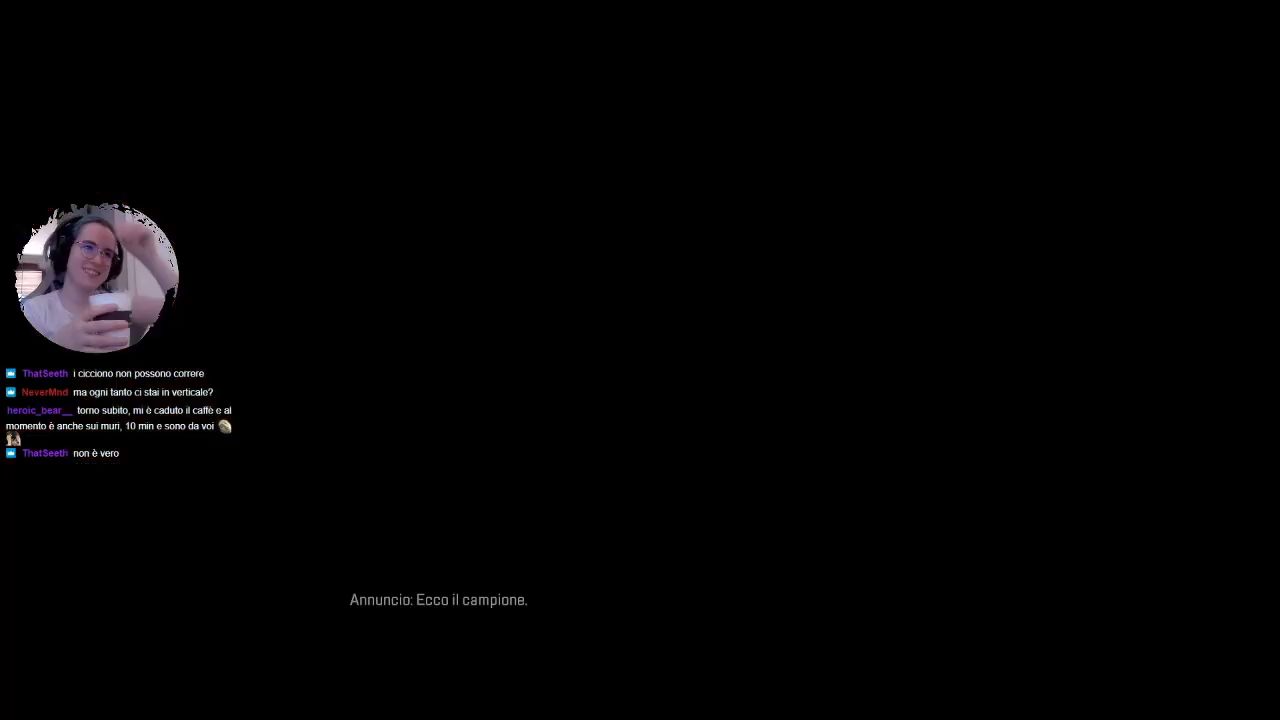 ThatSeeth i cicciono non possono correre
NeverMnd ma ogni tanto ci stai in verticale?
heroic_bear__ torno subito, mi è caduto il caffè e al
momento è anche sui muri, 10 min e sono da voi
ThatSeeth non è vero
Annuncio: Ecco il campione.